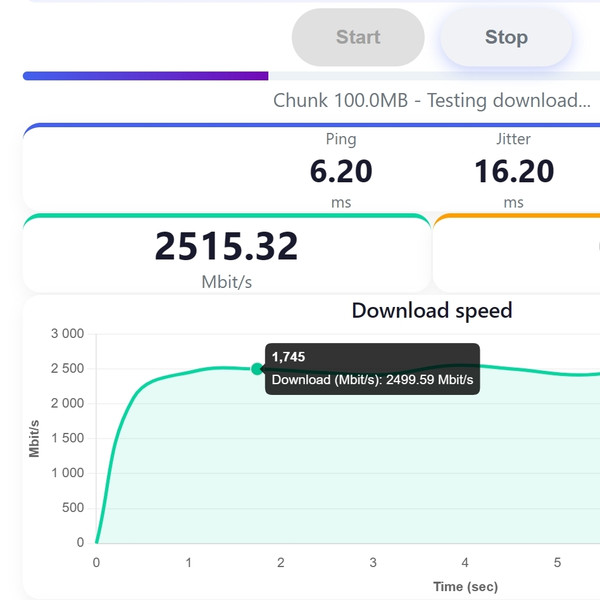 Start Stop
Chunk 100.0MB - Testing download...
Ping Jitter
6.20 16.20
ms ms
2515.32
Mbit/s
Download speed
3 000
2 500
2 000
1 500
1 000
500
0
Mbit/s
1,745
Download (Mbit/s): 2499.59 Mbit/s
0 1 2 3 4 5
Time (sec)